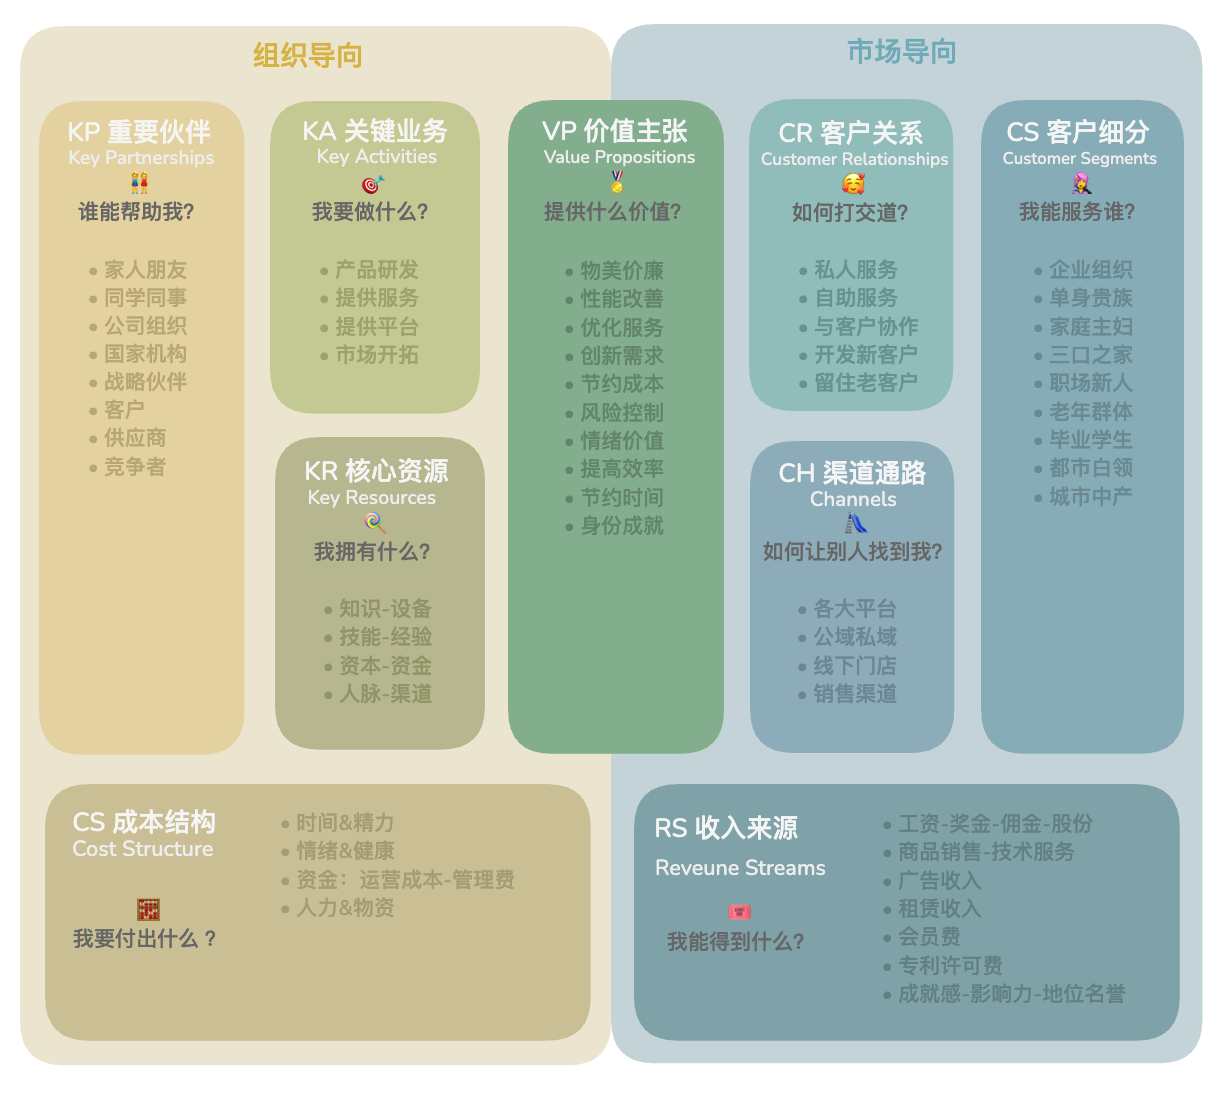 组织导向
市场导向
KP 重要伙伴
Key Partnerships
谁能帮助我?
• 家人朋友
• 同学同事
• 公司组织
• 国家机构
• 战略伙伴
• 客户
• 供应商
• 竞争者
KA 关键业务
Key Activities
我要做什么?
• 产品研发
• 提供服务
• 提供平台
• 市场开拓
KR 核心资源
Key Resources
我拥有什么?
• 知识-设备
• 技能-经验
• 资本-资金
• 人脉-渠道
VP 价值主张
Value Propositions
提供什么价值?
• 物美价廉
• 性能改善
• 优化服务
• 创新需求
• 节约成本
• 风险控制
• 情绪价值
• 提高效率
• 节约时间
• 身份成就
CR 客户关系
Customer Relationships
如何打交道?
• 私人服务
• 自助服务
• 与客户协作
• 开发新客户
• 留住老客户
CH 渠道通路
Channels
如何让别人找到我?
• 各大平台
• 公域私域
• 线下门店
• 销售渠道
CS 客户细分
Customer Segments
我能服务谁?
• 企业组织
• 单身贵族
• 家庭主妇
• 三口之家
• 职场新人
• 老年群体
• 毕业学生
• 都市白领
• 城市中产
CS 成本结构
Cost Structure
我要付出什么？
• 时间&精力
• 情绪&健康
• 资金：运营成本-管理费
• 人力&物资
RS 收入来源
Reveune Streams
我能得到什么?
• 工资-奖金-佣金-股份
• 商品销售-技术服务
• 广告收入
• 租赁收入
• 会员费
• 专利许可费
• 成就感-影响力-地位名誉